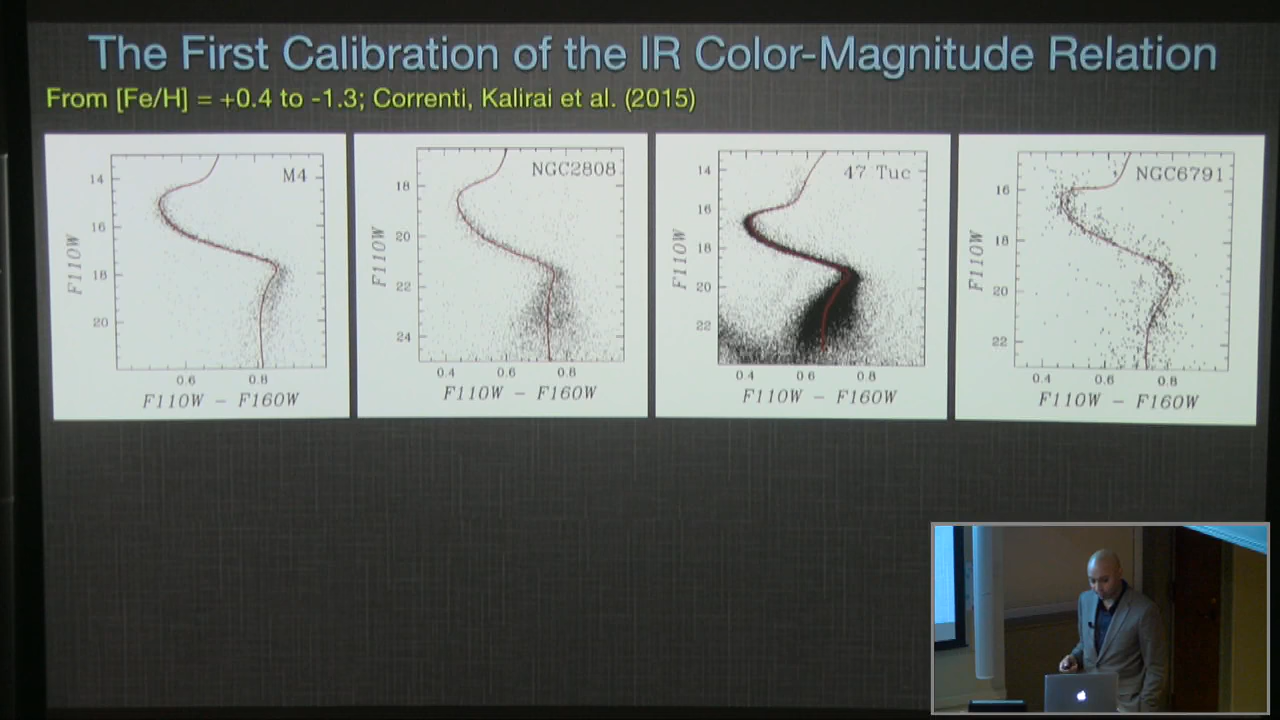 The First Calibration of the IR Color-Magnitude Relation
From [Fe/H] = +0.4 to -1.3; Correnti, Kalirai et al. (2015)
M4
14
16
18
20
F110W
0.6 0.8
F110W - F160W
NGC2808
18
20
22
24
F110W
0.4 0.6 0.8
F110W - F160W
47 Tuc
14
16
18
20
22
F110W
0.4 0.6 0.8
F110W - F160W
NGC6791
16
18
20
22
F110W
0.4 0.6 0.8
F110W - F160W